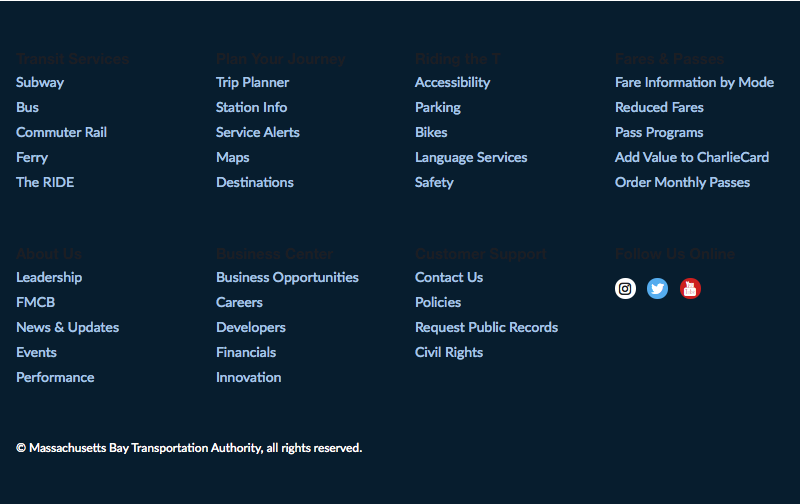 Transit Services
Subway
Bus
Commuter Rail
Ferry
The RIDE
Plan Your Journey
Trip Planner
Station Info
Service Alerts
Maps
Destinations
Riding the T
Accessibility
Parking
Bikes
Language Services
Safety
Fares & Passes
Fare Information by Mode
Reduced Fares
Pass Programs
Add Value to CharlieCard
Order Monthly Passes
About Us
Leadership
FMCB
News & Updates
Events
Performance
Business Center
Business Opportunities
Careers
Developers
Financials
Innovation
Customer Support
Contact Us
Policies
Request Public Records
Civil Rights
Follow Us Online
© Massachusetts Bay Transportation Authority, all rights reserved.